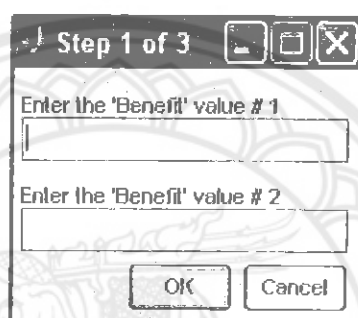 Step 1 of 3
Enter the 'Benefit' value # 1
Enter the 'Benefit' value # 2
OK Cancel